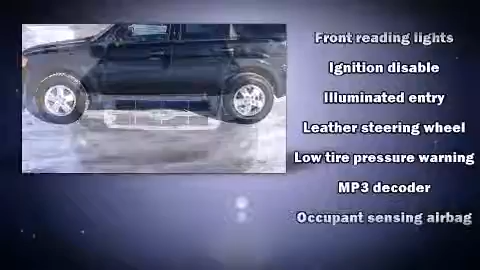 Front reading lights
Ignition disable
Illuminated entry
Leather steering wheel
Low tire pressure warning
MP3 decoder
Occupant sensing airbag